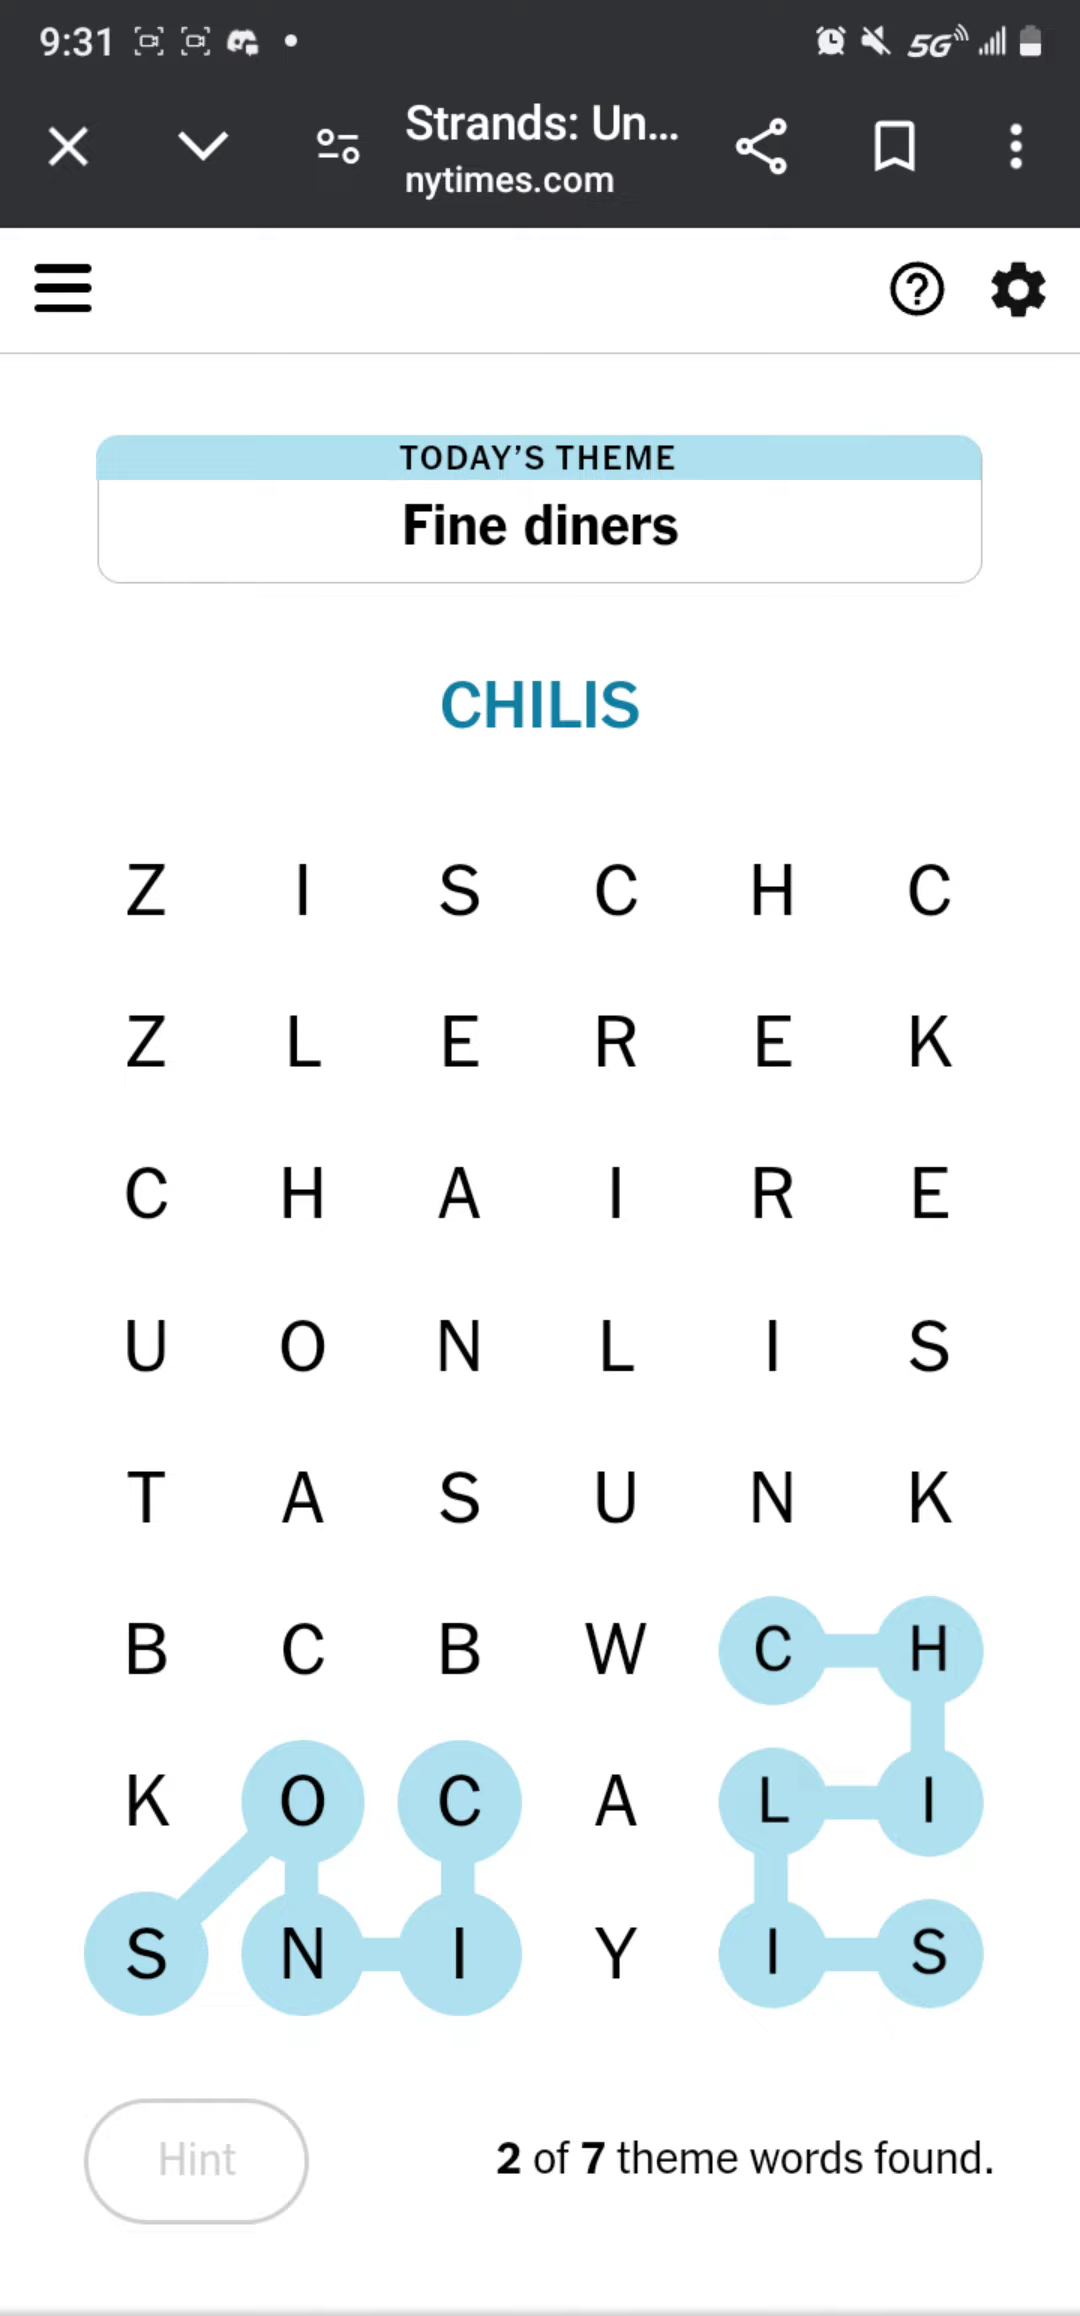 9:31
5G
Strands: Un...
nytimes.com
TODAY'S THEME
Fine diners
CHILIS
Z I S C H C
Z L E R E K
C H A I R E
U O N L I S
T A S U N K
B C B W C H
K O C A L I
S N I Y I S
Hint
2 of 7 theme words found.